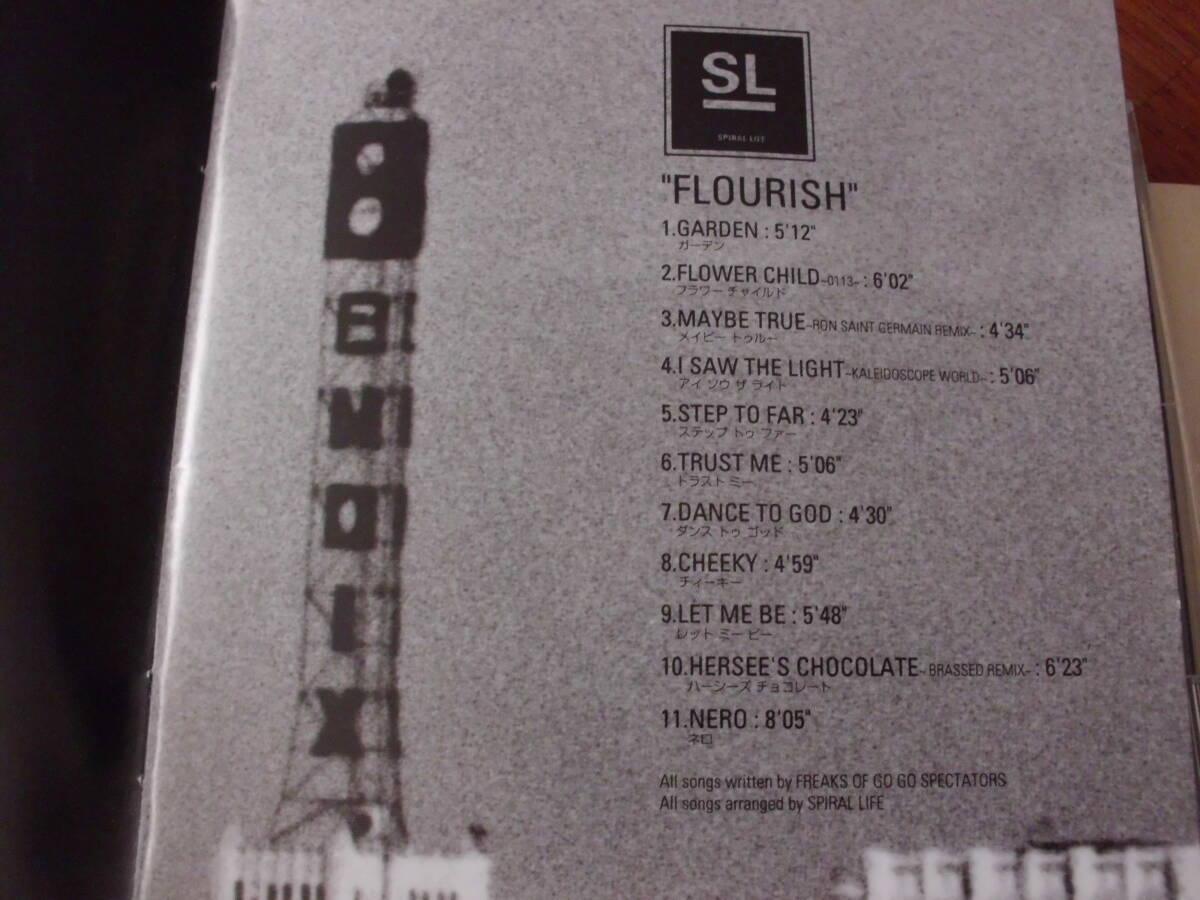 SL
SPIRAL LIFE
"FLOURISH"
1.GARDEN : 5'12"
ガーデン
2.FLOWER CHILD~0113~ : 6'02"
フラワー チャイルド
3.MAYBE TRUE~RON SAINT GERMAIN REMIX~ : 4'34"
メイビー トゥルー
4.I SAW THE LIGHT~KALEIDOSCOPE WORLD~ : 5'06"
アイ ソウ ザ ライト
5.STEP TO FAR : 4'23"
ステップ トゥ ファー
6.TRUST ME : 5'06"
トラスト ミー
7.DANCE TO GOD : 4'30"
ダンス トゥ ゴッド
8.CHEEKY : 4'59"
チィーキー
9.LET ME BE : 5'48"
レット ミー ビー
10.HERSEE'S CHOCOLATE~BRASSED REMIX~ : 6'23"
ハーシーズ チョコレート
11.NERO : 8'05"
ネロ
All songs written by FREAKS OF GO GO SPECTATORS
All songs arranged by SPIRAL LIFE